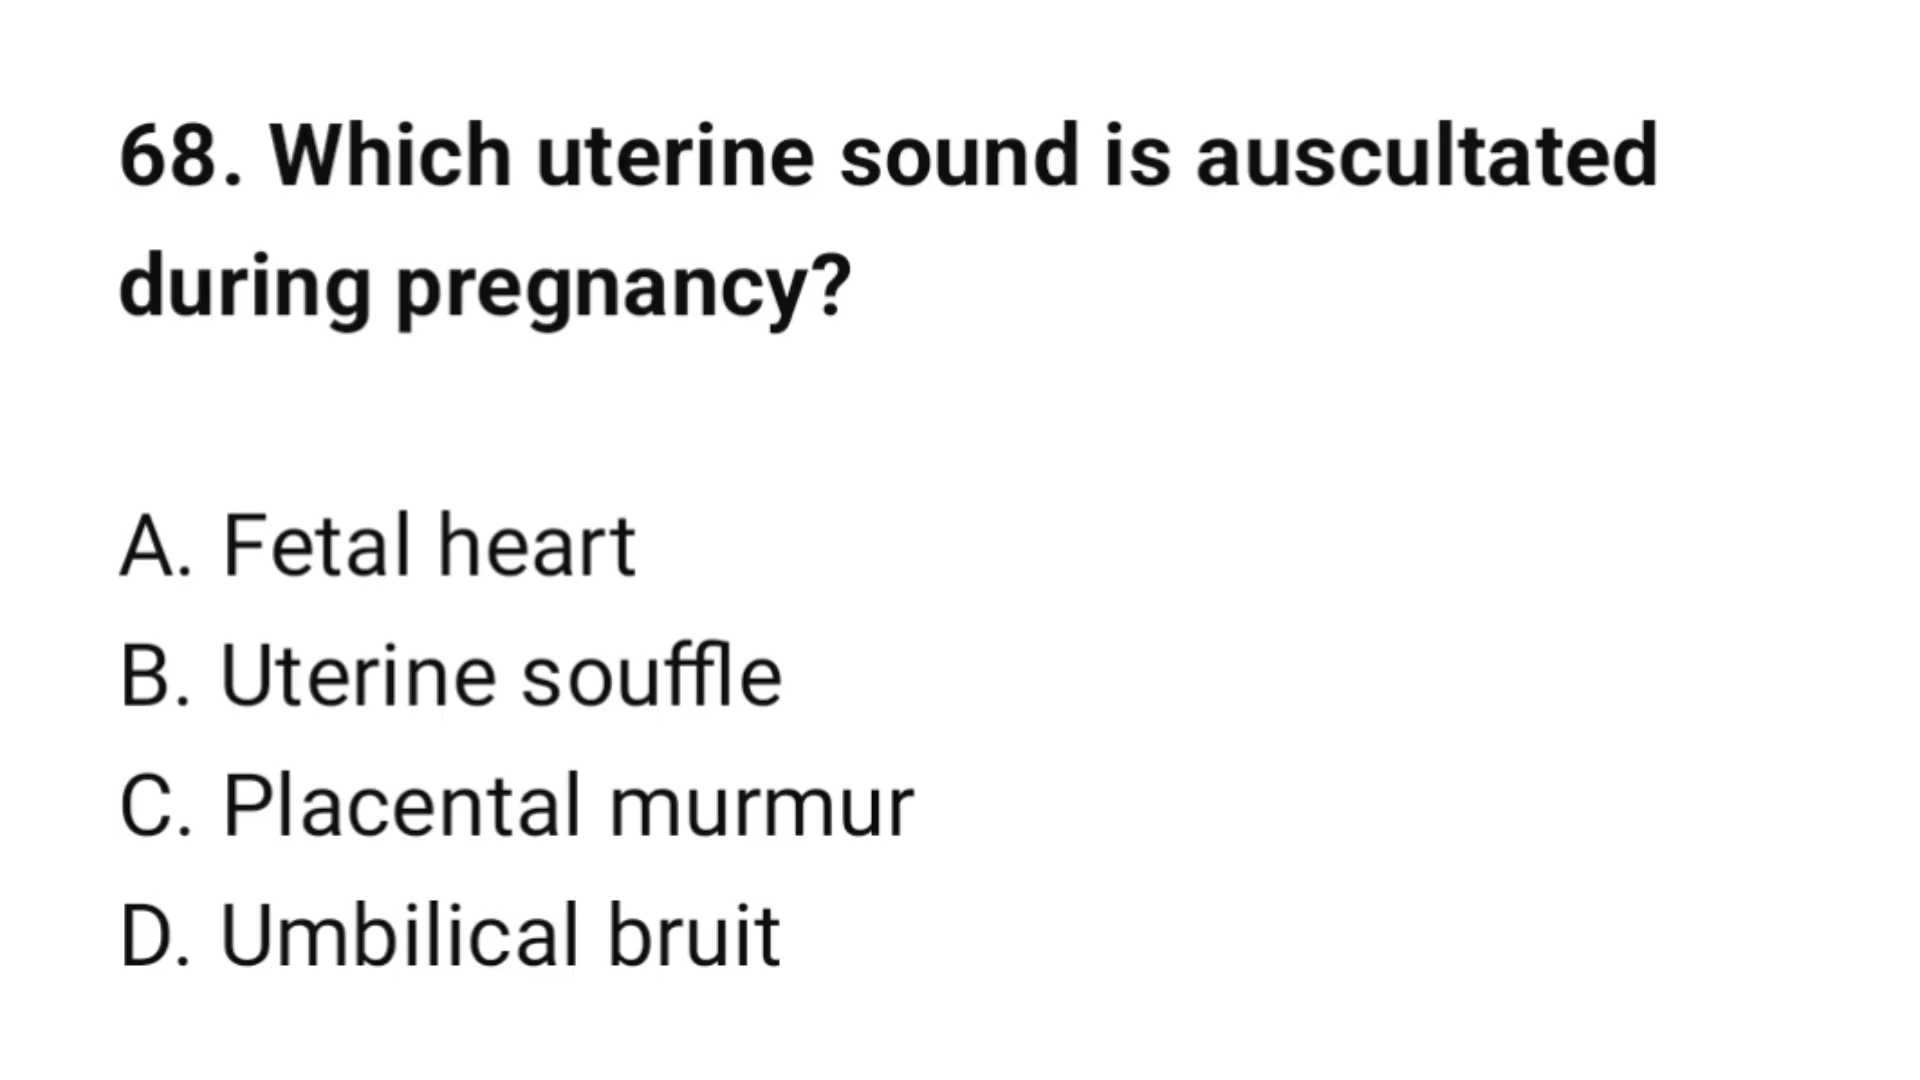 68. Which uterine sound is auscultated
during pregnancy?
A. Fetal heart
B. Uterine souffle
C. Placental murmur
D. Umbilical bruit